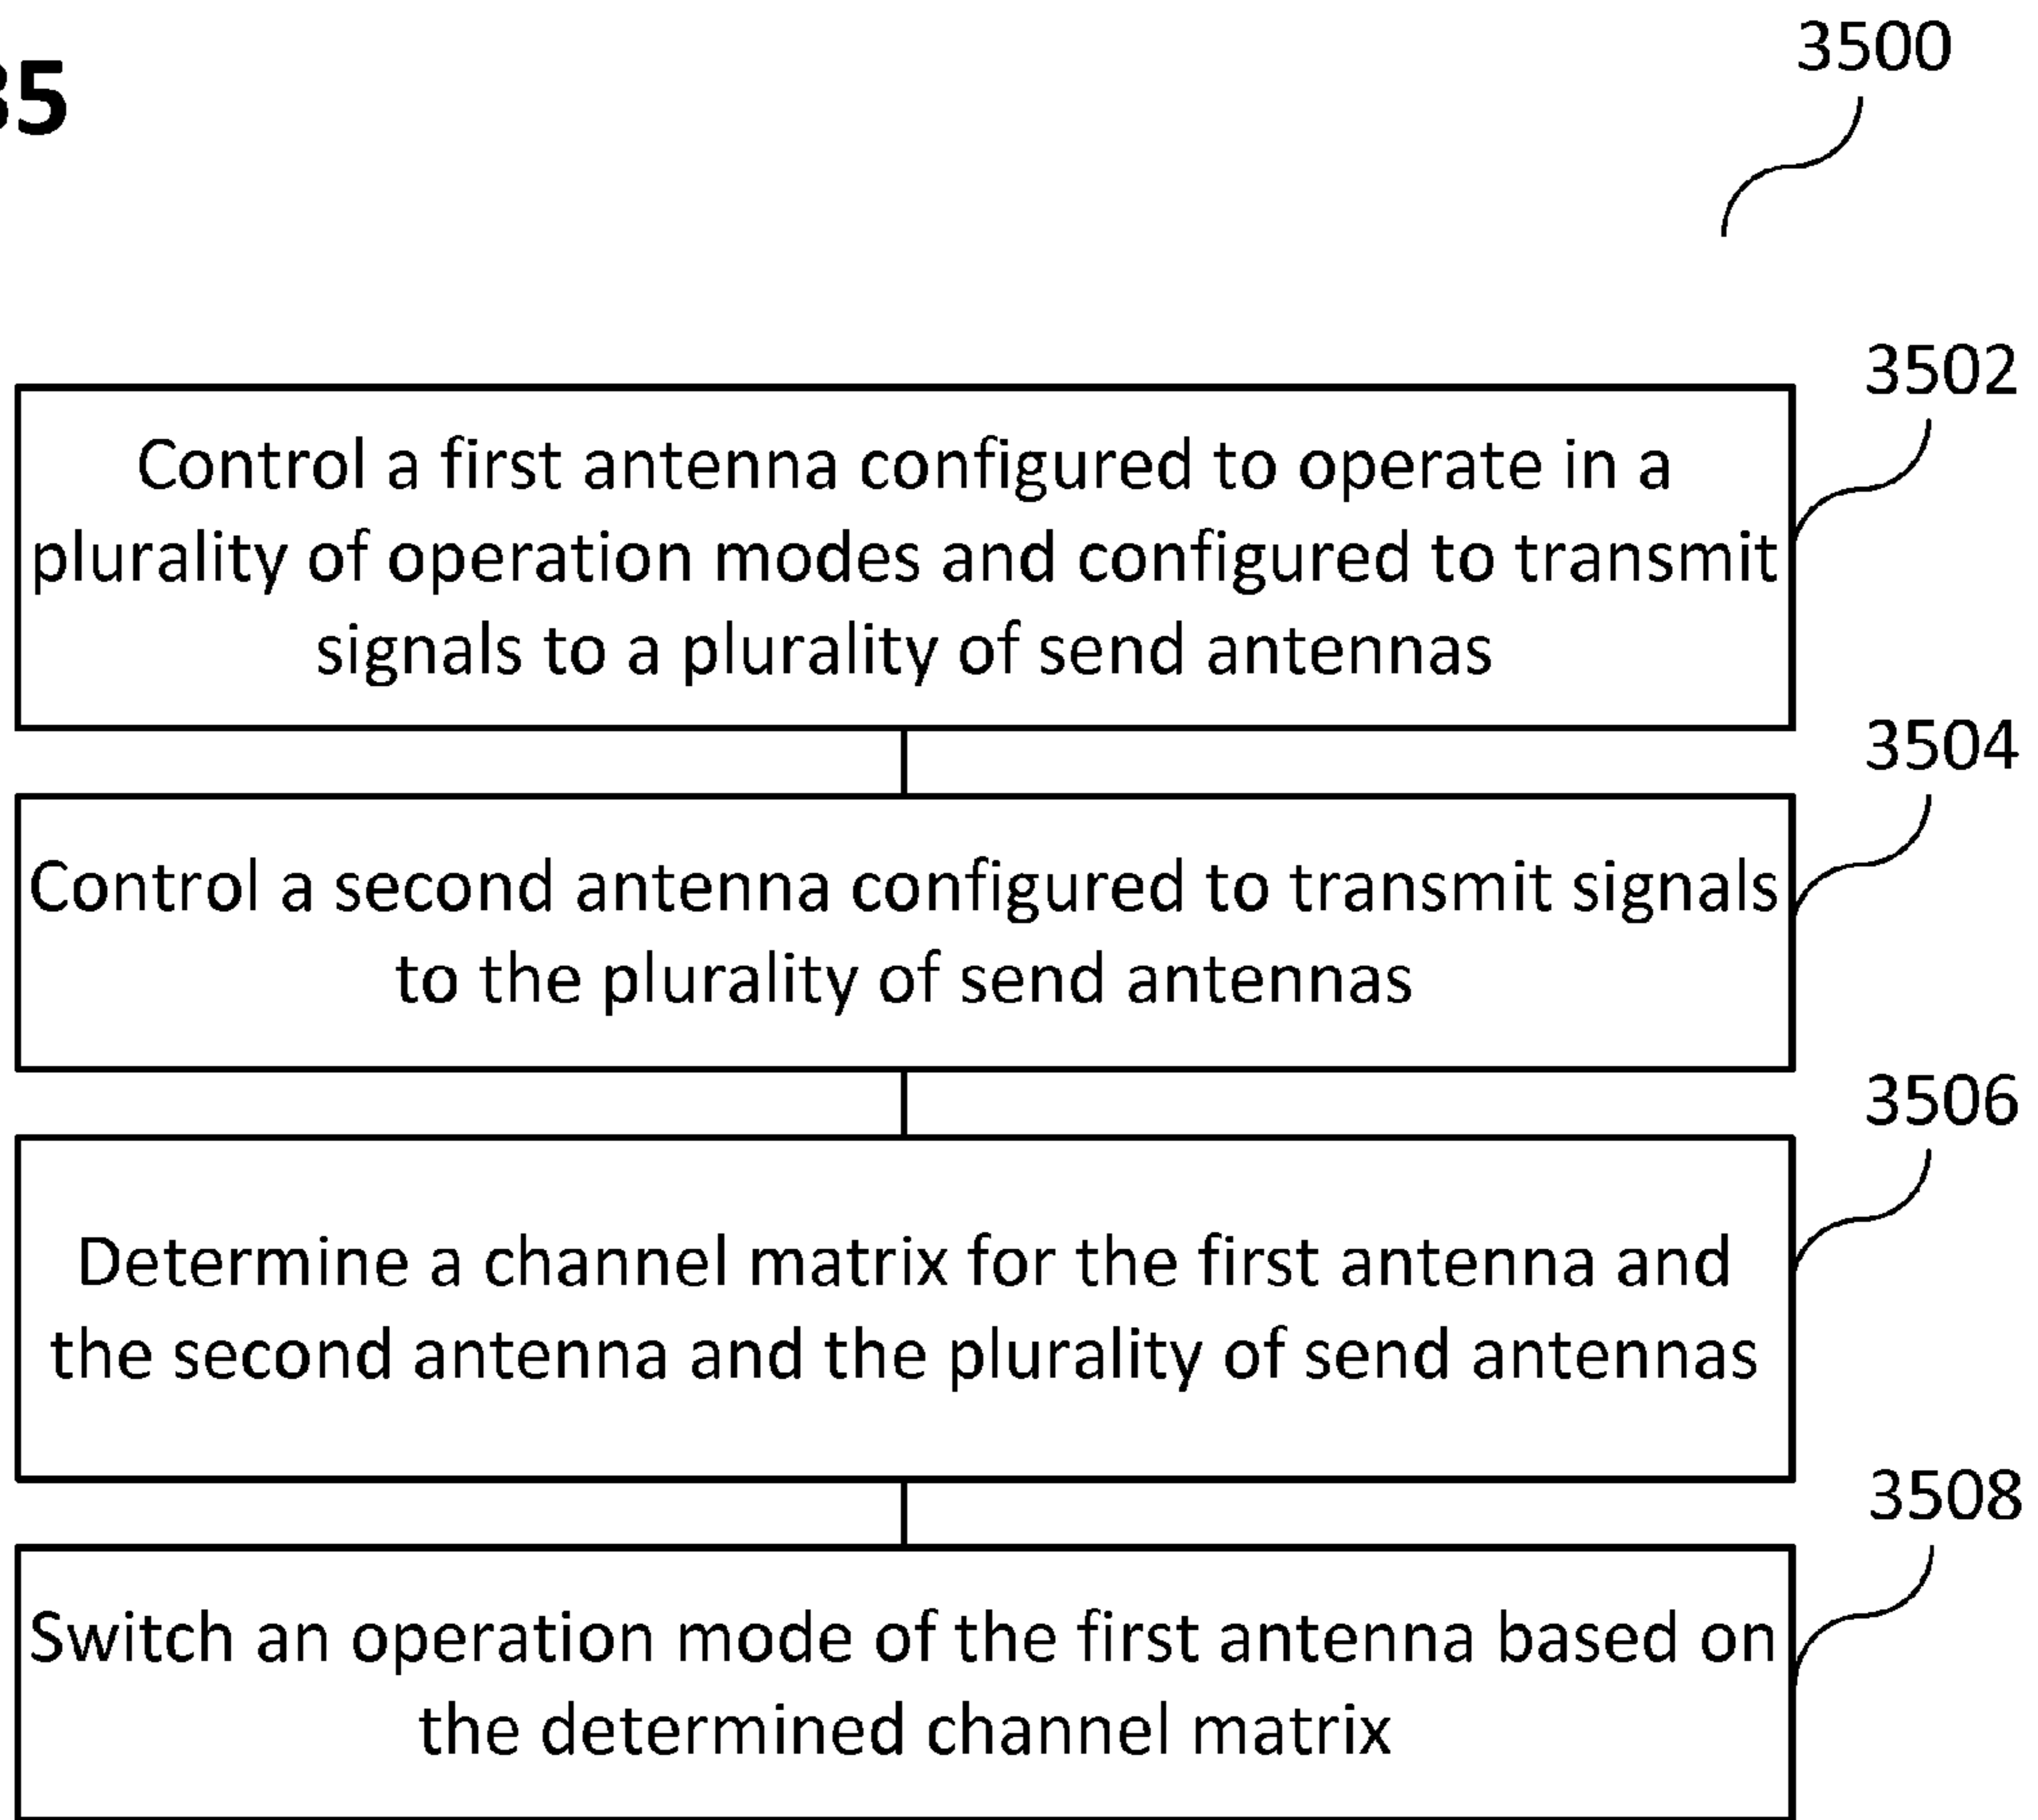 35
3500
3502
Control a first antenna configured to operate in a
plurality of operation modes and configured to transmit
signals to a plurality of send antennas
3504
Control a second antenna configured to transmit signals
to the plurality of send antennas
3506
Determine a channel matrix for the first antenna and
the second antenna and the plurality of send antennas
3508
Switch an operation mode of the first antenna based on
the determined channel matrix